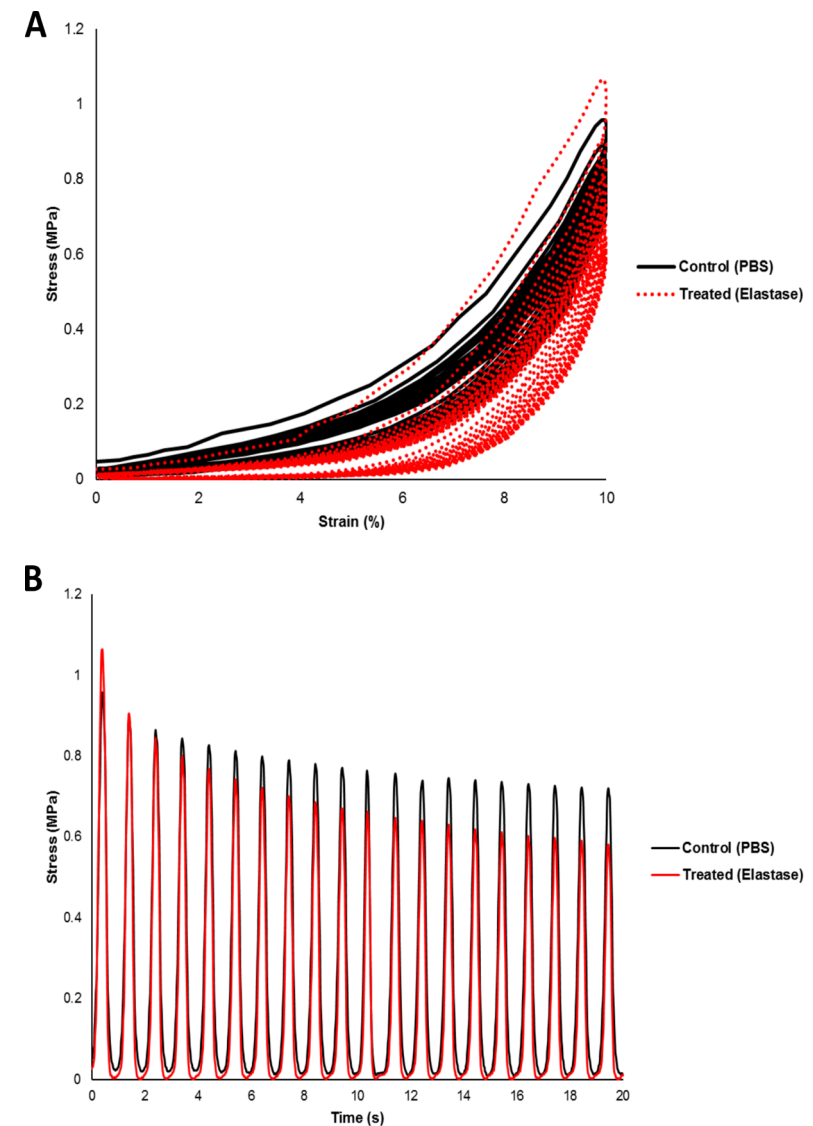 A
1.2
1
0.8
0.6
0.4
0.2
0
Stress (MPa)
0 2 4 6 8 10
Strain (%)
Control (PBS)
Treated (Elastase)
B
1.2
1
0.8
0.6
0.4
0.2
0
Stress (MPa)
0 2 4 6 8 10 12 14 16 18 20
Time (s)
Control (PBS)
Treated (Elastase)